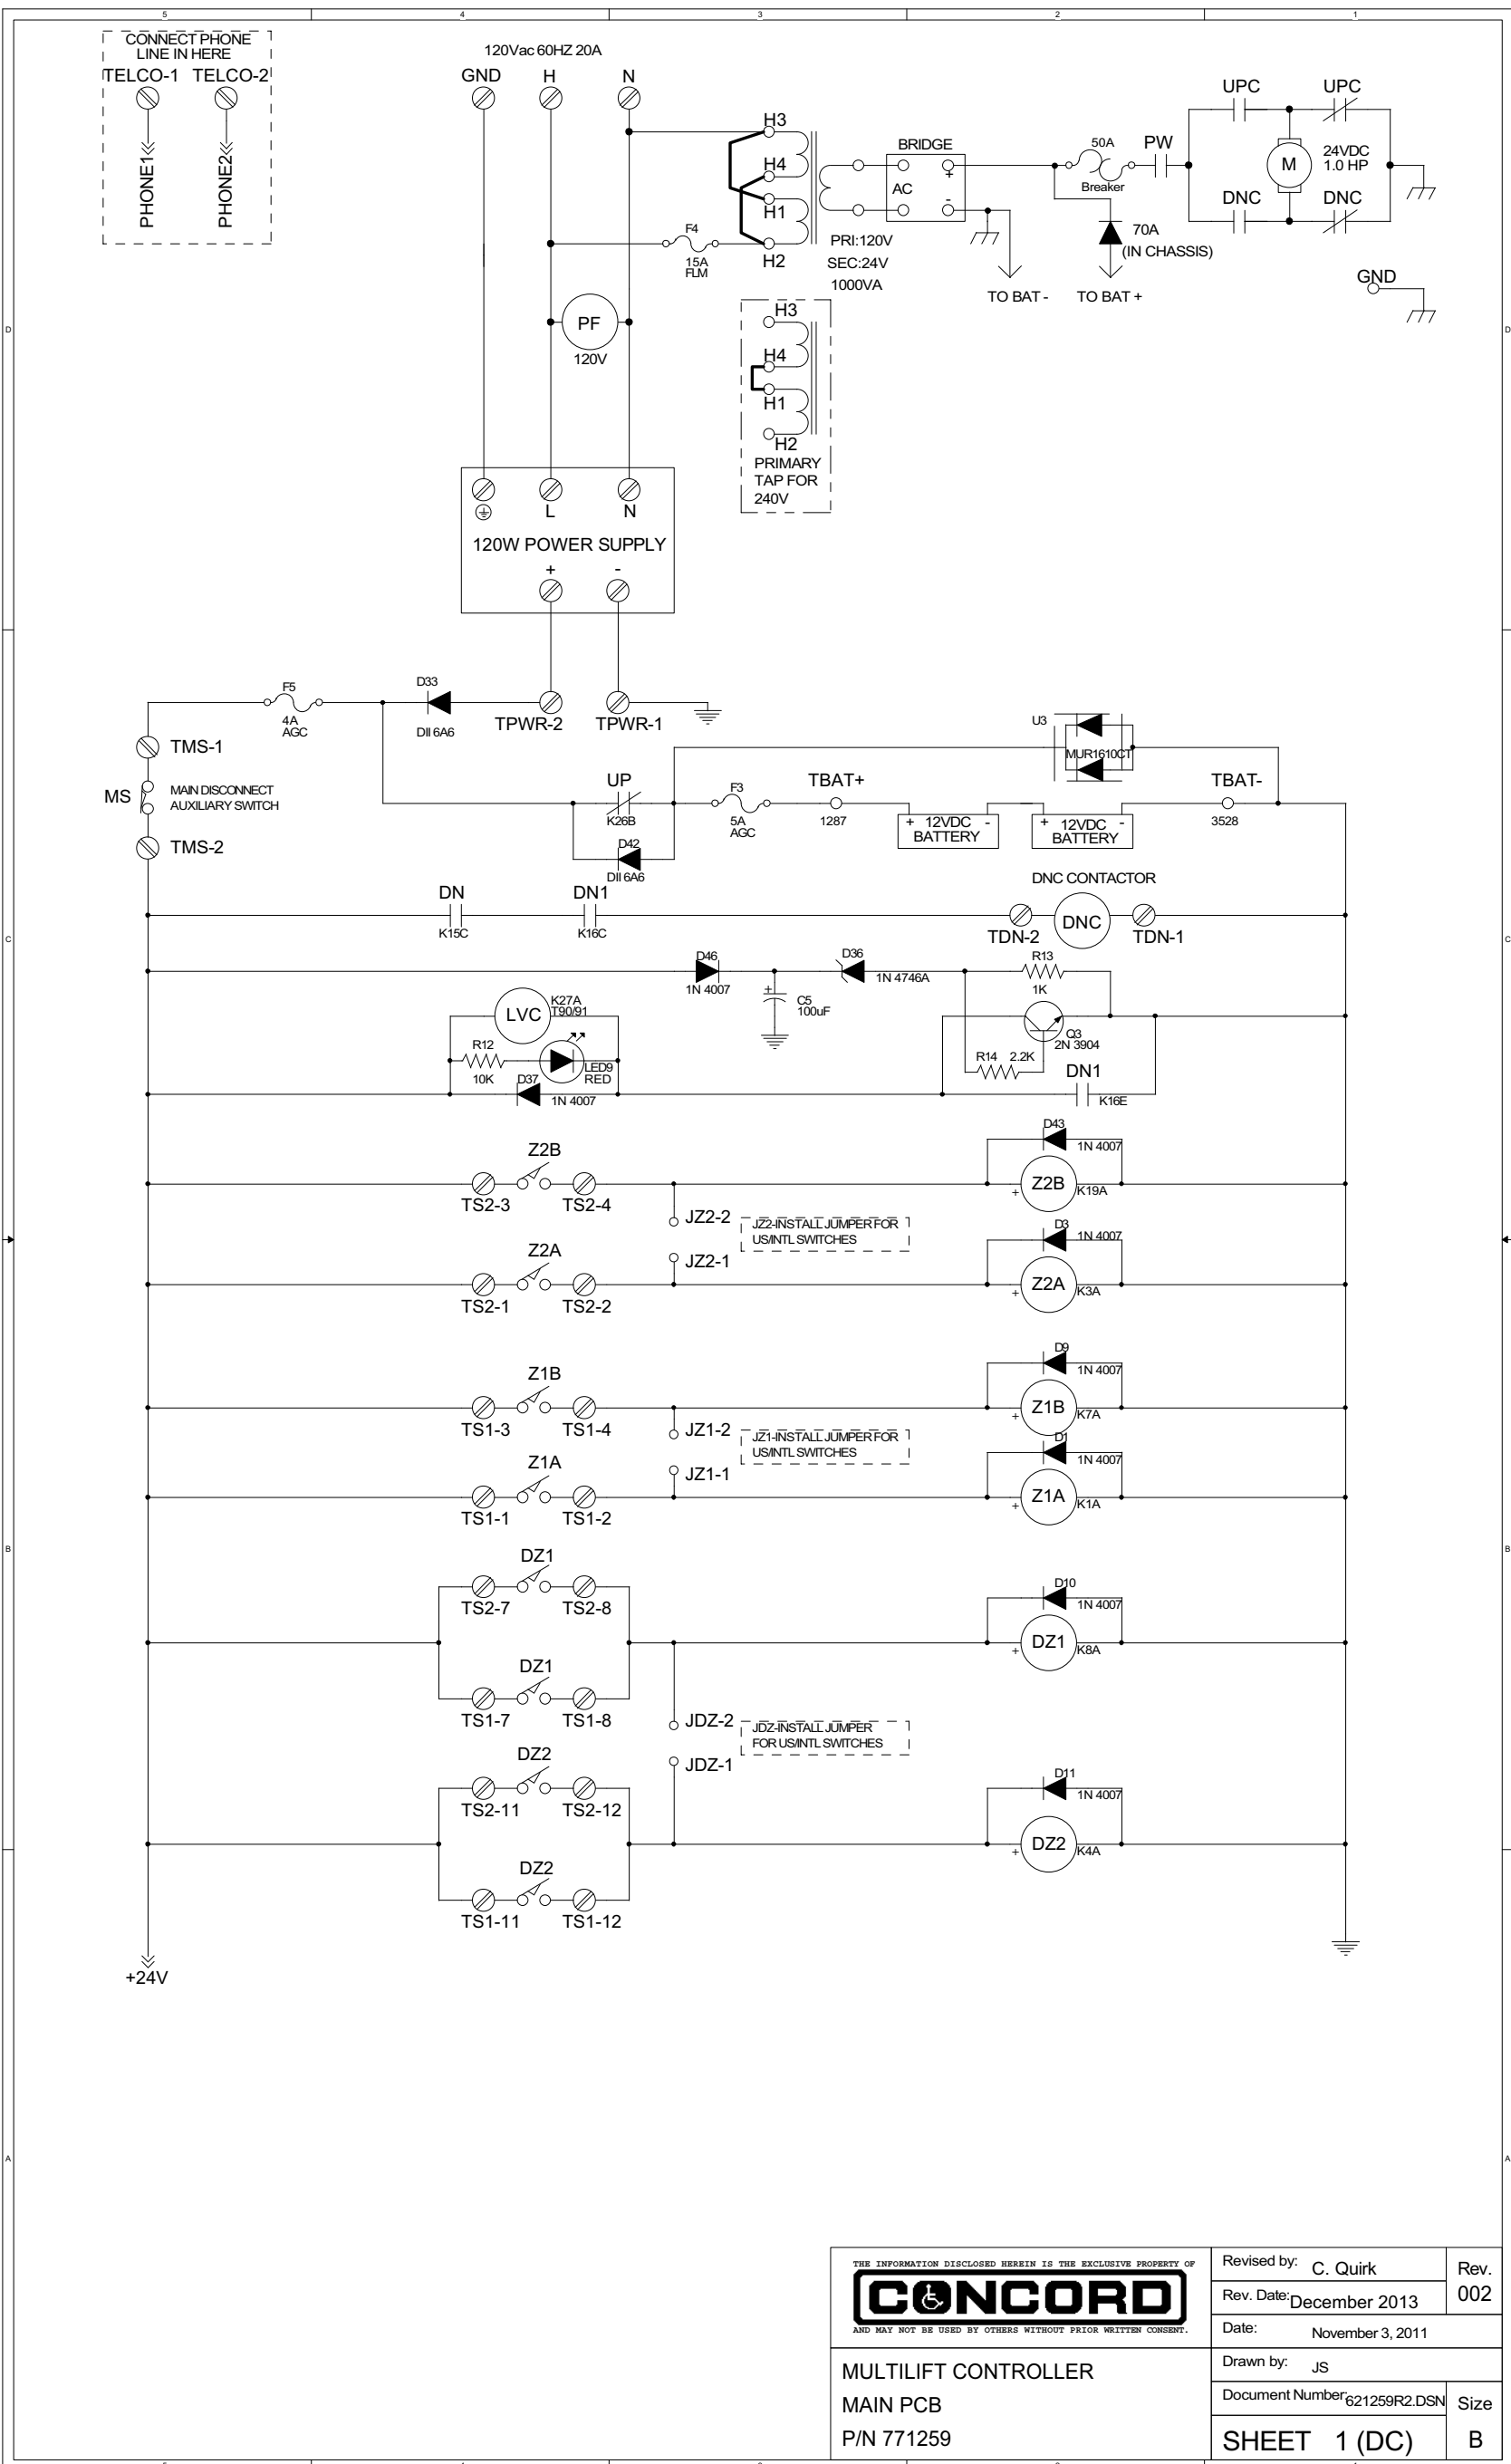 5 4 3 2 1
CONNECT PHONE
LINE IN HERE
TELCO-1 TELCO-2
PHONE1
PHONE2
120Vac 60HZ 20A
GND H N
H3
H4
H1
H2
F4
15A
FLM
PRI:120V
SEC:24V
1000VA
BRIDGE
AC
+
-
TO BAT -
TO BAT +
50A
Breaker
PW
70A
(IN CHASSIS)
UPC UPC
M
24VDC
1.0 HP
DNC DNC
GND
PF
120V
H3
H4
H1
H2
PRIMARY
TAP FOR
240V
D D
L N
120W POWER SUPPLY
+ -
F5
4A
AGC
D33
DII 6A6
TPWR-2 TPWR-1
TMS-1
MS
MAIN DISCONNECT
AUXILIARY SWITCH
TMS-2
UP
K26B
D42
DII 6A6
F3
5A
AGC
TBAT+
1287
U3
MUR1610CT
+ 12VDC -
BATTERY
+ 12VDC -
BATTERY
TBAT-
3528
DN
K15C
DN1
K16C
DNC CONTACTOR
TDN-2
DNC
TDN-1
C C
D46
1N 4007
+
C5
100uF
D36
1N 4746A
R13
1K
Q3
2N 3904
R14 2.2K
DN1
K16E
LVC
K27A
T90/91
R12
10K
LED9
RED
D37
1N 4007
Z2B
TS2-3 TS2-4
D43
1N 4007
+
Z2B
K19A
JZ2-2
JZ2-1
JZ2-INSTALL JUMPER FOR
US/INTL SWITCHES
Z2A
TS2-1 TS2-2
D3
1N 4007
+
Z2A
K3A
Z1B
TS1-3 TS1-4
D9
1N 4007
+
Z1B
K7A
JZ1-2
JZ1-1
JZ1-INSTALL JUMPER FOR
US/INTL SWITCHES
Z1A
TS1-1 TS1-2
D1
1N 4007
+
Z1A
K1A
B B
DZ1
TS2-7 TS2-8
DZ1
TS1-7 TS1-8
D10
1N 4007
+
DZ1
K8A
JDZ-2
JDZ-1
JDZ-INSTALL JUMPER
FOR US/INTL SWITCHES
DZ2
TS2-11 TS2-12
DZ2
TS1-11 TS1-12
D11
1N 4007
+
DZ2
K4A
+24V
A A
THE INFORMATION DISCLOSED HEREIN IS THE EXCLUSIVE PROPERTY OF
CONCORD
AND MAY NOT BE USED BY OTHERS WITHOUT PRIOR WRITTEN CONSENT.
MULTILIFT CONTROLLER
MAIN PCB
P/N 771259
Revised by: C. Quirk
Rev.
002
Rev. Date: December 2013
Date: November 3, 2011
Drawn by: JS
Document Number: 621259R2.DSN
Size
B
SHEET 1 (DC)